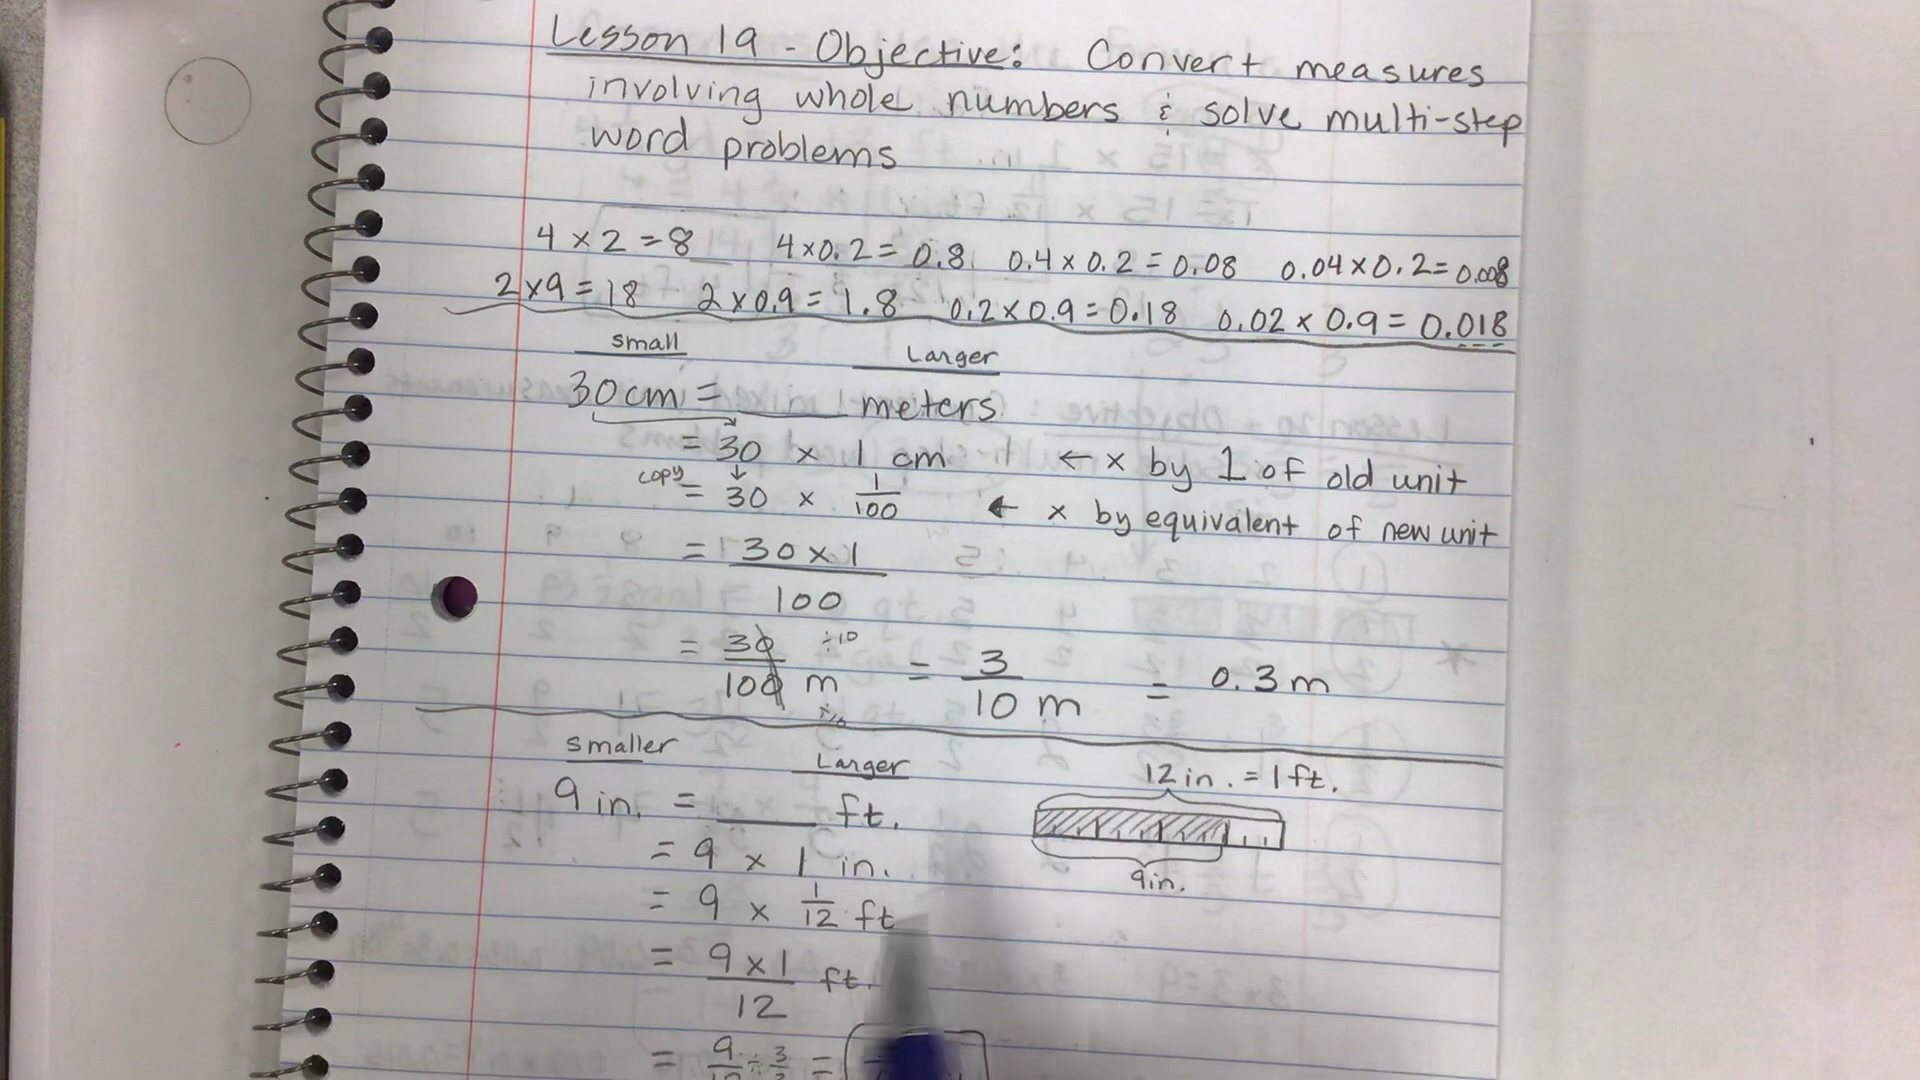 Lesson 19 - Objective: Convert measures
involving whole numbers & solve multi-step
word problems
4 × 2 = 8 4 × 0.2 = 0.8 0.4 × 0.2 = 0.08 0.04 × 0.2 = 0.008
2 × 9 = 18 2 × 0.9 = 1.8 0.2 × 0.9 = 0.18 0.02 × 0.9 = 0.018
small Larger
30 cm = ____ meters
= 30 × 1 cm ← × by 1 of old unit
copy = 30 × 1/100 ← × by equivalent of new unit
= 30 × 1
100
= 30/100 m ÷10 ÷10 = 3/10 m = 0.3 m
smaller Larger 12 in. = 1 ft.
9 in. = ____ ft.
= 9 × 1 in. 9 in.
= 9 × 1/12 ft
= 9 × 1 ft.
12
= 9/12 ÷ 3/3 =